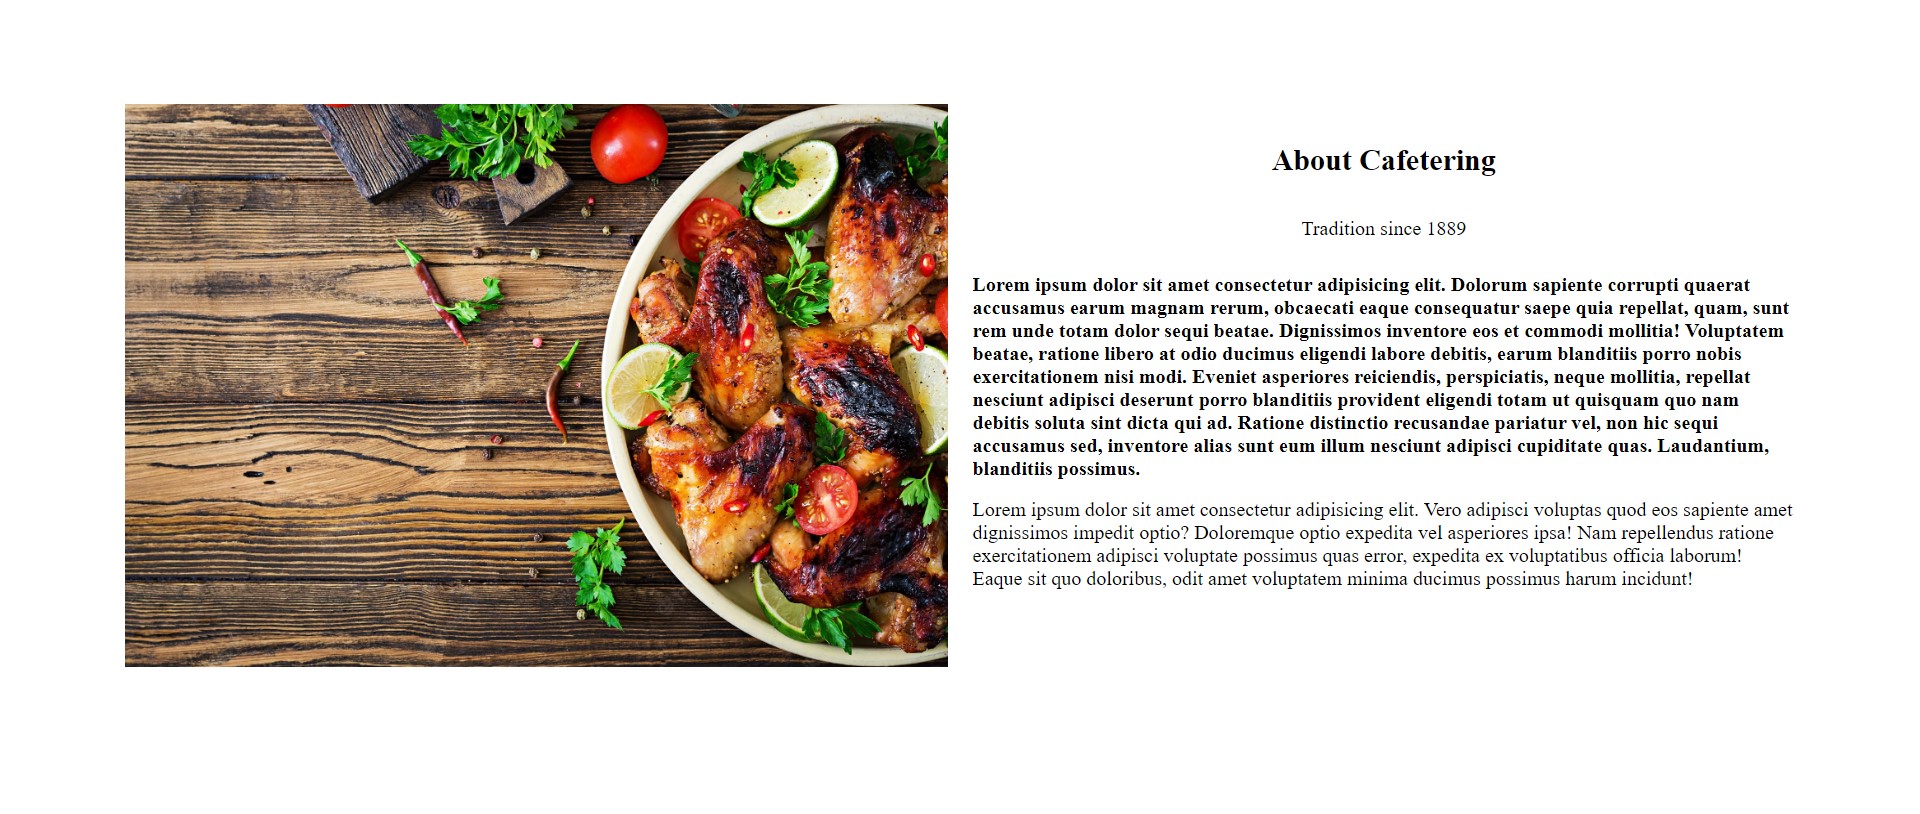 About Cafetering
Tradition since 1889
Lorem ipsum dolor sit amet consectetur adipisicing elit. Dolorum sapiente corrupti quaerat
accusamus earum magnam rerum, obcaecati eaque consequatur saepe quia repellat, quam, sunt
rem unde totam dolor sequi beatae. Dignissimos inventore eos et commodi mollitia! Voluptatem
beatae, ratione libero at odio ducimus eligendi labore debitis, earum blanditiis porro nobis
exercitationem nisi modi. Eveniet asperiores reiciendis, perspiciatis, neque mollitia, repellat
nesciunt adipisci deserunt porro blanditiis provident eligendi totam ut quisquam quo nam
debitis soluta sint dicta qui ad. Ratione distinctio recusandae pariatur vel, non hic sequi
accusamus sed, inventore alias sunt eum illum nesciunt adipisci cupiditate quas. Laudantium,
blanditiis possimus.
Lorem ipsum dolor sit amet consectetur adipisicing elit. Vero adipisci voluptas quod eos sapiente amet
dignissimos impedit optio? Doloremque optio expedita vel asperiores ipsa! Nam repellendus ratione
exercitationem adipisci voluptate possimus quas error, expedita ex voluptatibus officia laborum!
Eaque sit quo doloribus, odit amet voluptatem minima ducimus possimus harum incidunt!